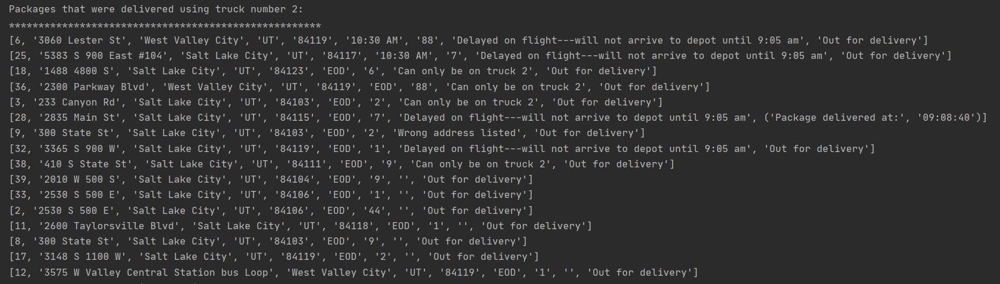 Packages that were delivered using truck number 2:
*****************************************************
[6, '3060 Lester St', 'West Valley City', 'UT', '84119', '10:30 AM', '88', 'Delayed on flight---will not arrive to depot until 9:05 am', 'Out for delivery']
[25, '5383 S 900 East #104', 'Salt Lake City', 'UT', '84117', '10:30 AM', '7', 'Delayed on flight---will not arrive to depot until 9:05 am', 'Out for delivery']
[18, '1488 4800 S', 'Salt Lake City', 'UT', '84123', 'EOD', '6', 'Can only be on truck 2', 'Out for delivery']
[36, '2300 Parkway Blvd', 'West Valley City', 'UT', '84119', 'EOD', '88', 'Can only be on truck 2', 'Out for delivery']
[3, '233 Canyon Rd', 'Salt Lake City', 'UT', '84103', 'EOD', '2', 'Can only be on truck 2', 'Out for delivery']
[28, '2835 Main St', 'Salt Lake City', 'UT', '84115', 'EOD', '7', 'Delayed on flight---will not arrive to depot until 9:05 am', ('Package delivered at:', '09:08:40')]
[9, '300 State St', 'Salt Lake City', 'UT', '84103', 'EOD', '2', 'Wrong address listed', 'Out for delivery']
[32, '3365 S 900 W', 'Salt Lake City', 'UT', '84119', 'EOD', '1', 'Delayed on flight---will not arrive to depot until 9:05 am', 'Out for delivery']
[38, '410 S State St', 'Salt Lake City', 'UT', '84111', 'EOD', '9', 'Can only be on truck 2', 'Out for delivery']
[39, '2010 W 500 S', 'Salt Lake City', 'UT', '84104', 'EOD', '9', '', 'Out for delivery']
[33, '2530 S 500 E', 'Salt Lake City', 'UT', '84106', 'EOD', '1', '', 'Out for delivery']
[2, '2530 S 500 E', 'Salt Lake City', 'UT', '84106', 'EOD', '44', '', 'Out for delivery']
[11, '2600 Taylorsville Blvd', 'Salt Lake City', 'UT', '84118', 'EOD', '1', '', 'Out for delivery']
[8, '300 State St', 'Salt Lake City', 'UT', '84103', 'EOD', '9', '', 'Out for delivery']
[17, '3148 S 1100 W', 'Salt Lake City', 'UT', '84119', 'EOD', '2', '', 'Out for delivery']
[12, '3575 W Valley Central Station bus Loop', 'West Valley City', 'UT', '84119', 'EOD', '1', '', 'Out for delivery']